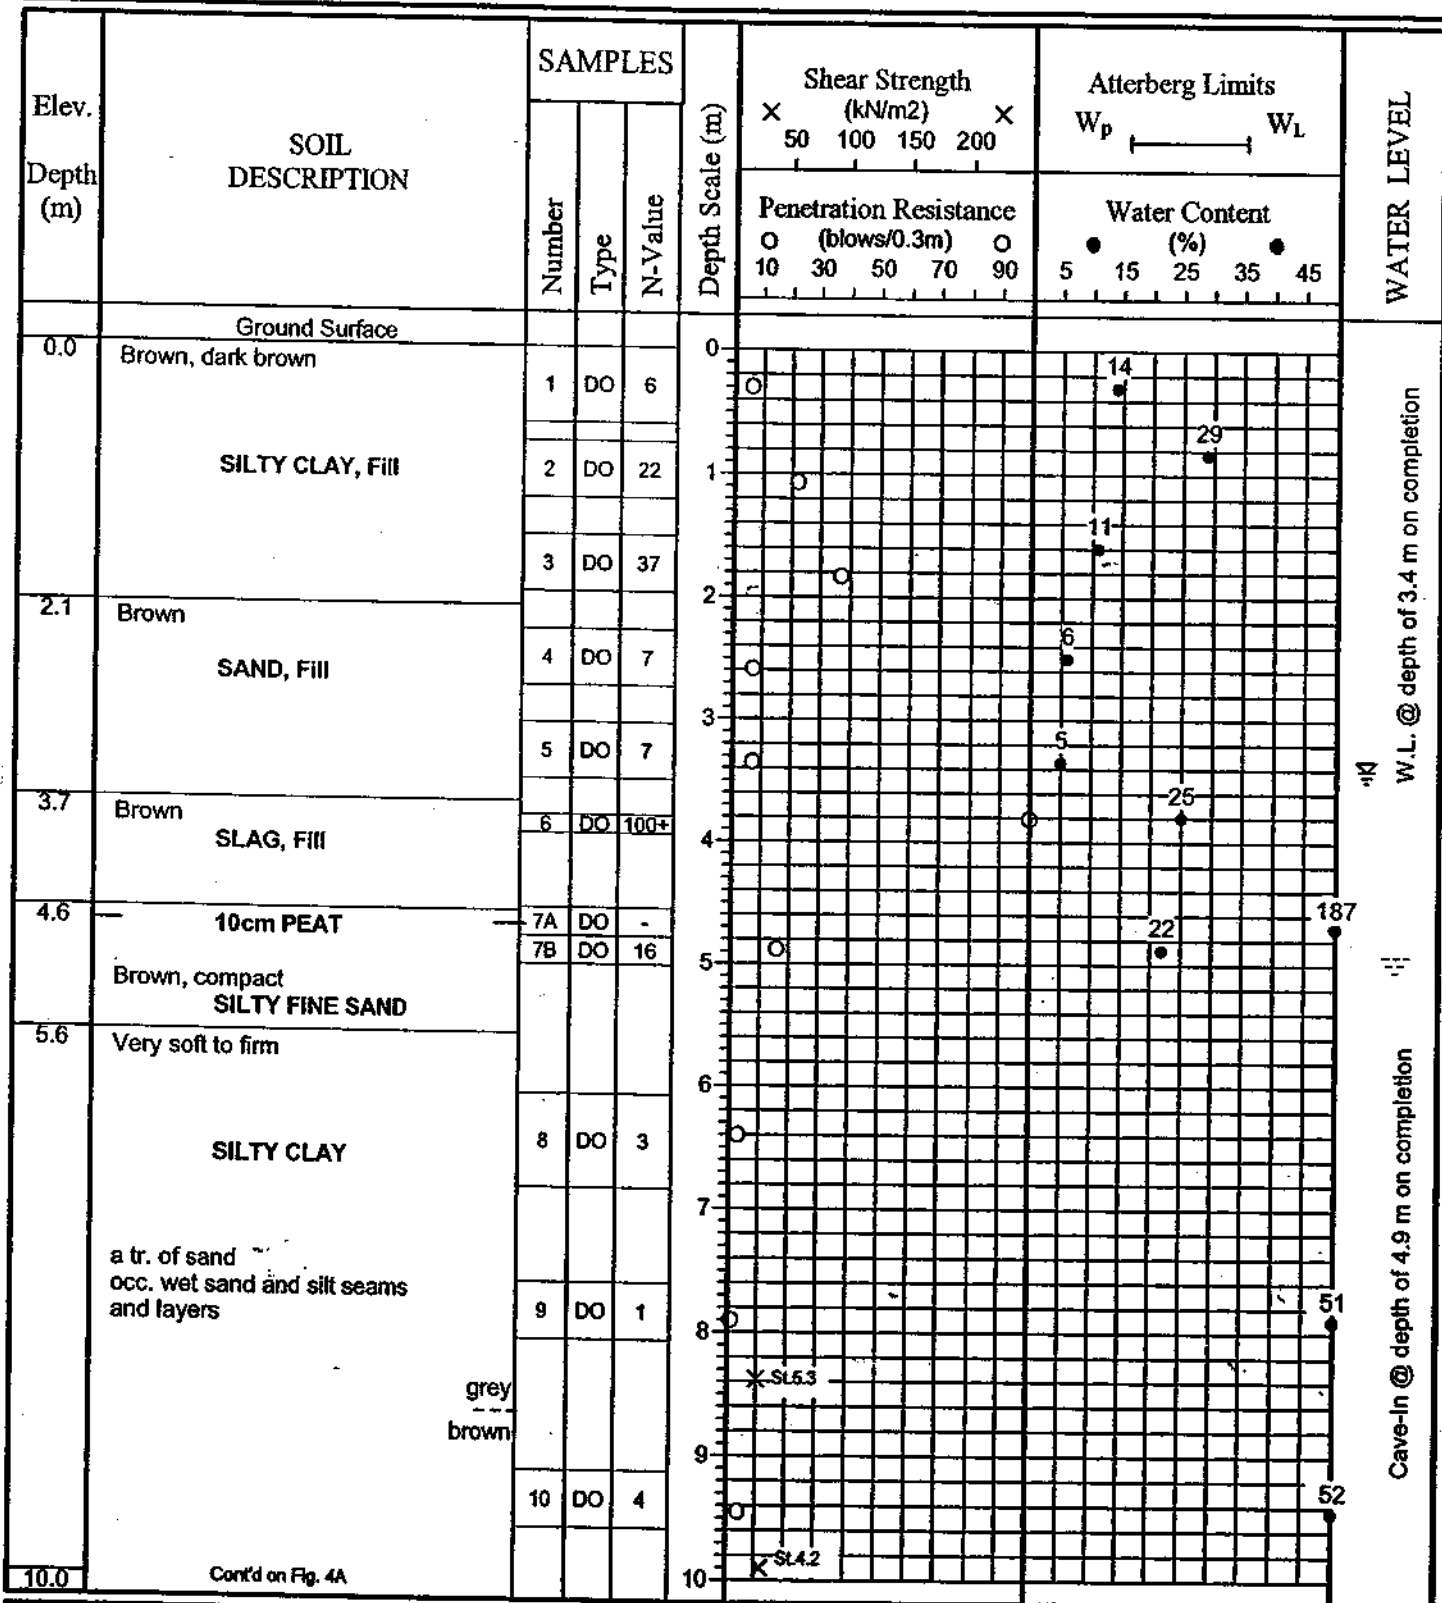 Elev.
Depth
(m)
SOIL
DESCRIPTION
SAMPLES
Number
Type
N-Value
Depth Scale (m)
Shear Strength
× (kN/m2) ×
50 100 150 200
Penetration Resistance
O (blows/0.3m) O
10 30 50 70 90
Atterberg Limits
Wp WL
Water Content
● (%) ●
5 15 25 35 45
WATER LEVEL
Ground Surface
0.0 Brown, dark brown 0
1 DO 6 14
29
SILTY CLAY, Fill 2 DO 22 1
11
3 DO 37
2.1 Brown 2
6
SAND, Fill 4 DO 7
3
5 DO 7 5
W.L. @ depth of 3.4 m on completion
3.7 Brown 25
SLAG, Fill 6 DO 100+ 4
4.6 10cm PEAT 7A DO - 187
7B DO 16 22
5
Brown, compact
SILTY FINE SAND
5.6 Very soft to firm
6
SILTY CLAY 8 DO 3
7
a tr. of sand
occ. wet sand and silt seams
and layers 9 DO 1 51
8
St.5.3
grey
brown
9
10 DO 4 52
St.4.2
10.0 Cont'd on Fig. 4A 10
Cave-In @ depth of 4.9 m on completion